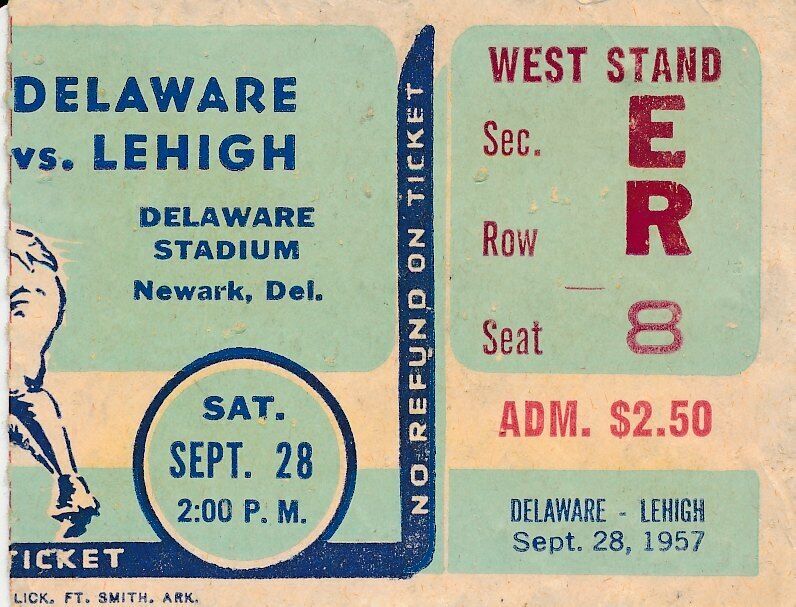 DELAWARE
vs. LEHIGH
DELAWARE
STADIUM
Newark, Del.
SAT.
SEPT. 28
2:00 P. M.
TICKET
LICK. FT. SMITH, ARK.
NO REFUND ON TICKET
WEST STAND
Sec. E
Row R
Seat 8
ADM. $2.50
DELAWARE - LEHIGH
Sept. 28, 1957